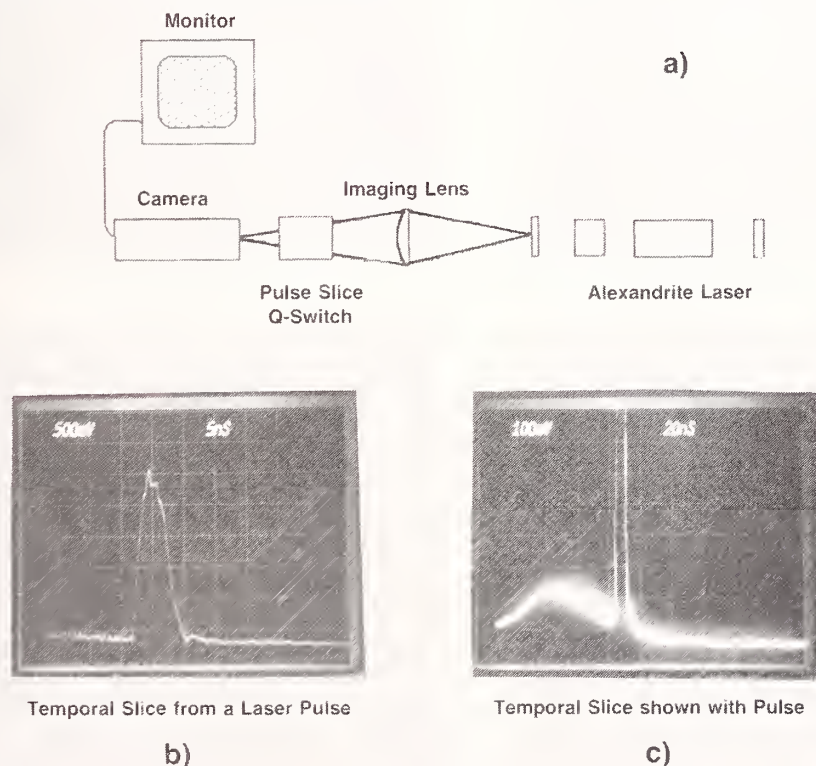 Monitor
a)
Camera
Imaging Lens
Pulse Slice
Q-Switch
Alexandrite Laser
500mV
5nS
100mV
20nS
Temporal Slice from a Laser Pulse
Temporal Slice shown with Pulse
b)
c)